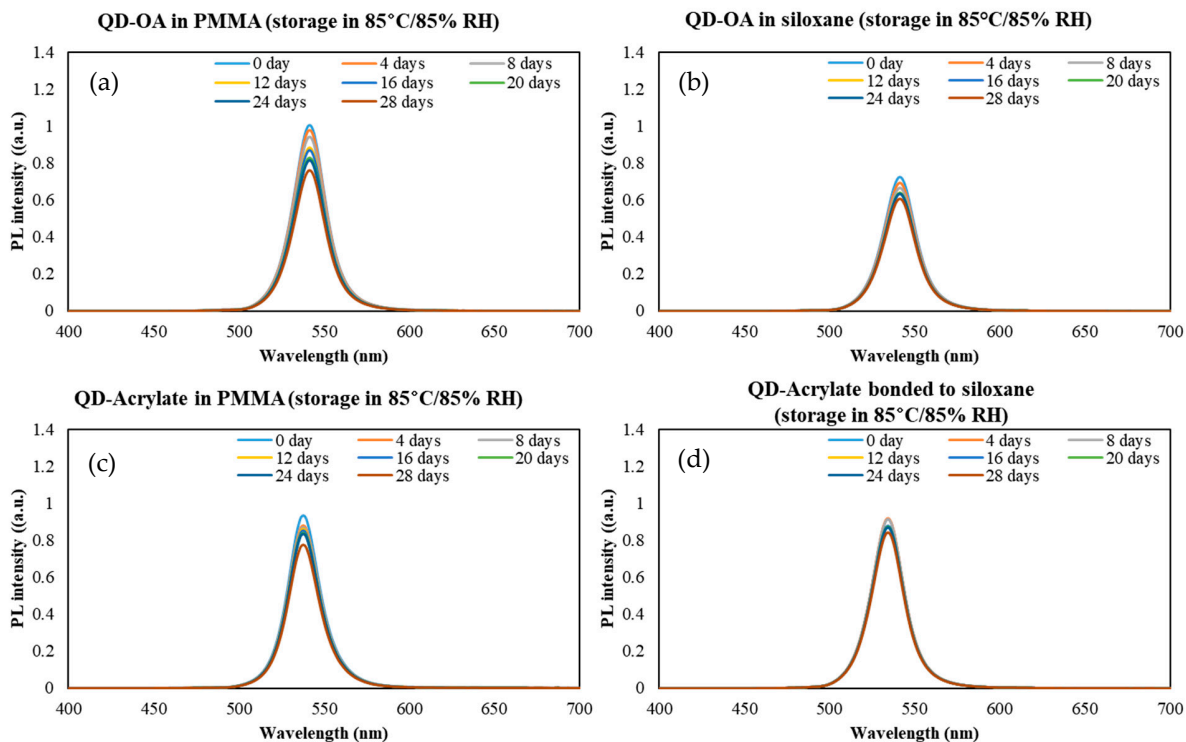 QD-OA in PMMA (storage in 85°C/85% RH)
(a)
0 day 4 days 8 days
12 days 16 days 20 days
24 days 28 days
1.4
1.2
1
0.8
0.6
0.4
0.2
0
PL intensity ((a.u.)
400 450 500 550 600 650 700
Wavelength (nm)
QD-OA in siloxane (storage in 85°C/85% RH)
(b)
0 day 4 days 8 days
12 days 16 days 20 days
24 days 28 days
1.4
1.2
1
0.8
0.6
0.4
0.2
0
PL intensity ((a.u.)
400 450 500 550 600 650 700
Wavelength (nm)
QD-Acrylate in PMMA (storage in 85°C/85% RH)
(c)
0 day 4 days 8 days
12 days 16 days 20 days
24 days 28 days
1.4
1.2
1
0.8
0.6
0.4
0.2
0
PL intensity ((a.u.)
400 450 500 550 600 650 700
Wavelength (nm)
QD-Acrylate bonded to siloxane
(storage in 85°C/85% RH)
(d)
0 day 4 days 8 days
12 days 16 days 20 days
24 days 28 days
1.4
1.2
1
0.8
0.6
0.4
0.2
0
PL intensity ((a.u.)
400 450 500 550 600 650 700
Wavelength (nm)